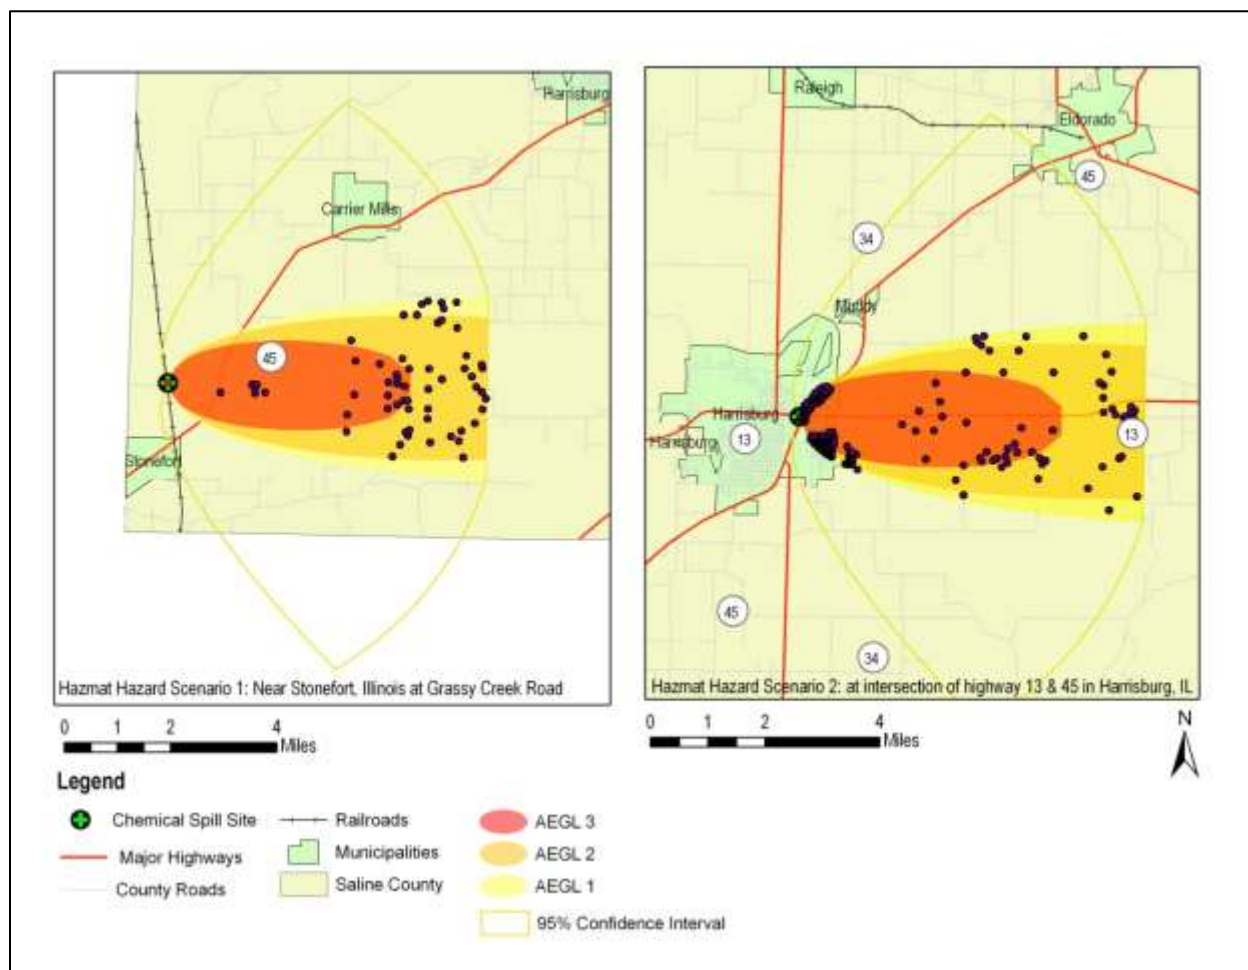 Harrisburg
Carrier Mills
45
Stonefort
Hazmat Hazard Scenario 1: Near Stonefort, Illinois at Grassy Creek Road
Raleigh
Eldorado
45
34
Muddy
Harrisburg
13
Harrisburg
13
45
34
Hazmat Hazard Scenario 2: at intersection of highway 13 & 45 in Harrisburg, IL
0 1 2 4
Miles
0 1 2 4
Miles
N
Legend
Chemical Spill Site
Major Highways
County Roads
Railroads
Municipalities
Saline County
AEGL 3
AEGL 2
AEGL 1
95% Confidence Interval